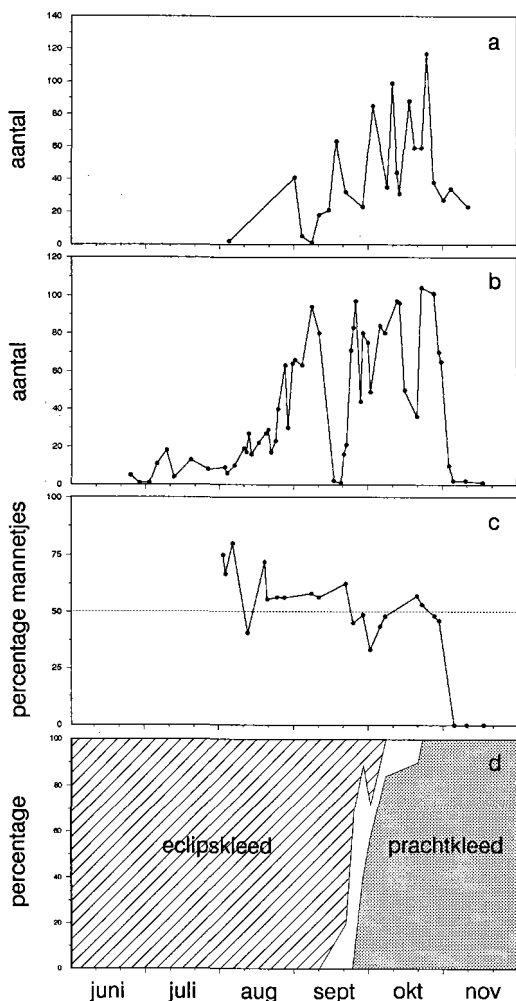 140
120
100
80
60
40
20
0
aantal
a
120
100
80
60
40
20
0
aantal
b
100
75
50
25
0
percentage mannetjes
c
100
80
60
40
20
0
percentage
d
eclipskleed
prachtkleed
juni juli aug sept okt nov